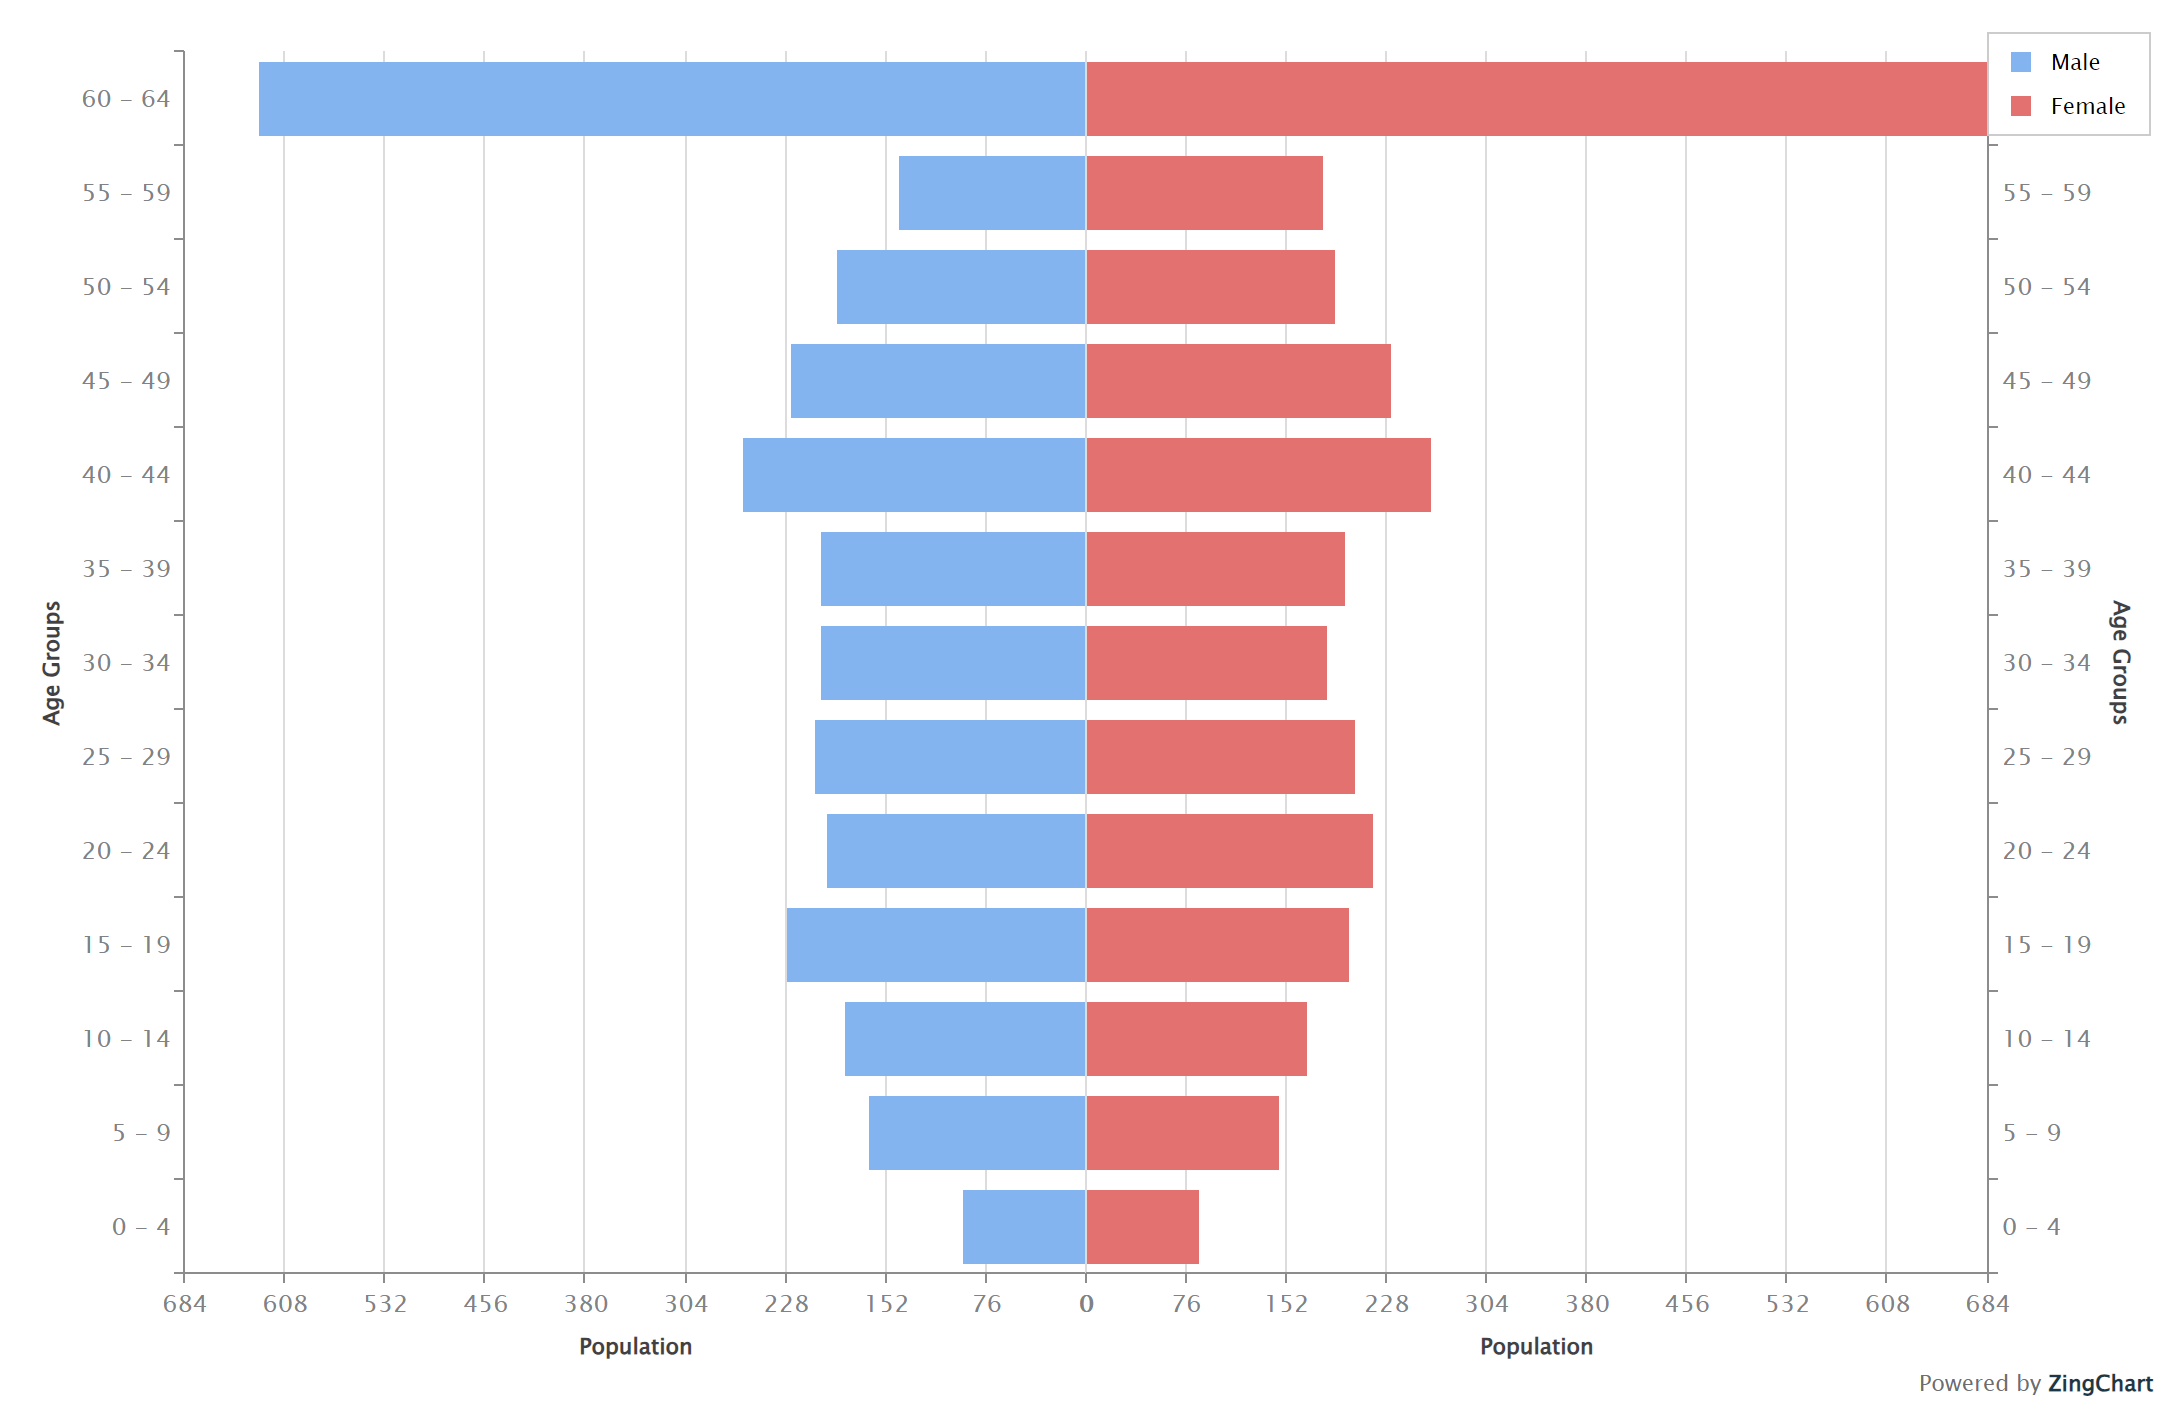 Male
Female
60 – 64
55 – 59
55 – 59
50 – 54
50 – 54
45 – 49
45 – 49
40 – 44
40 – 44
35 – 39
35 – 39
30 – 34
30 – 34
25 – 29
25 – 29
20 – 24
20 – 24
15 – 19
15 – 19
10 – 14
10 – 14
5 – 9
5 – 9
0 – 4
0 – 4
Age Groups
Age Groups
684 608 532 456 380 304 228 152 76 0 76 152 228 304 380 456 532 608 684
Population
Population
Powered by ZingChart